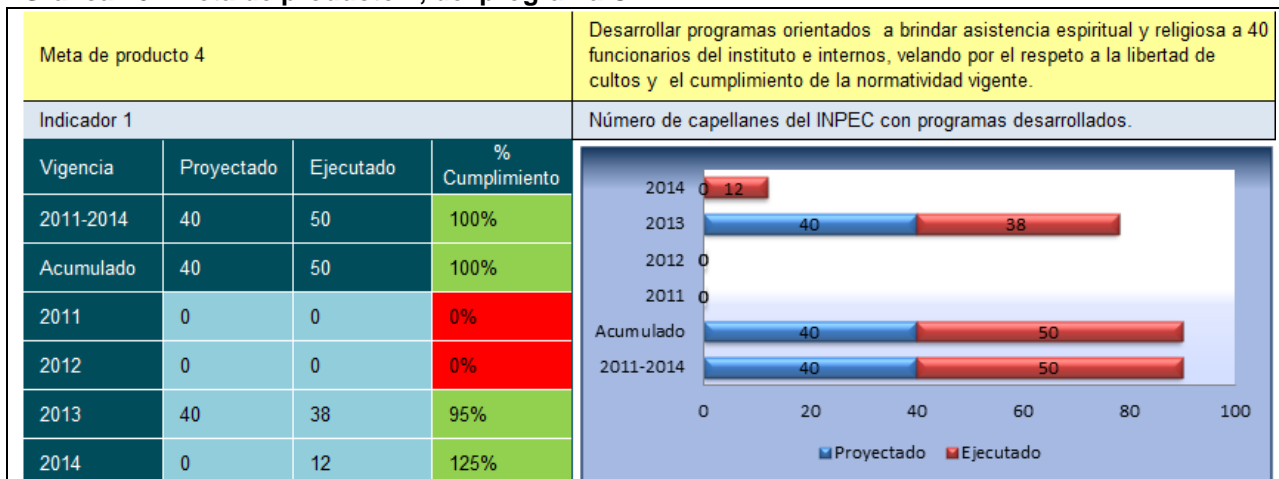 Meta de producto 4
Desarrollar programas orientados a brindar asistencia espiritual y religiosa a 40
funcionarios del instituto e internos, velando por el respeto a la libertad de
cultos y el cumplimiento de la normatividad vigente.
Indicador 1
Número de capellanes del INPEC con programas desarrollados.
Vigencia Proyectado Ejecutado % Cumplimiento
2011-2014 40 50 100%
Acumulado 40 50 100%
2011 0 0 0%
2012 0 0 0%
2013 40 38 95%
2014 0 12 125%
2014 0 12
2013 40 38
2012 0
2011 0
Acumulado 40 50
2011-2014 40 50
0 20 40 60 80 100
Proyectado Ejecutado